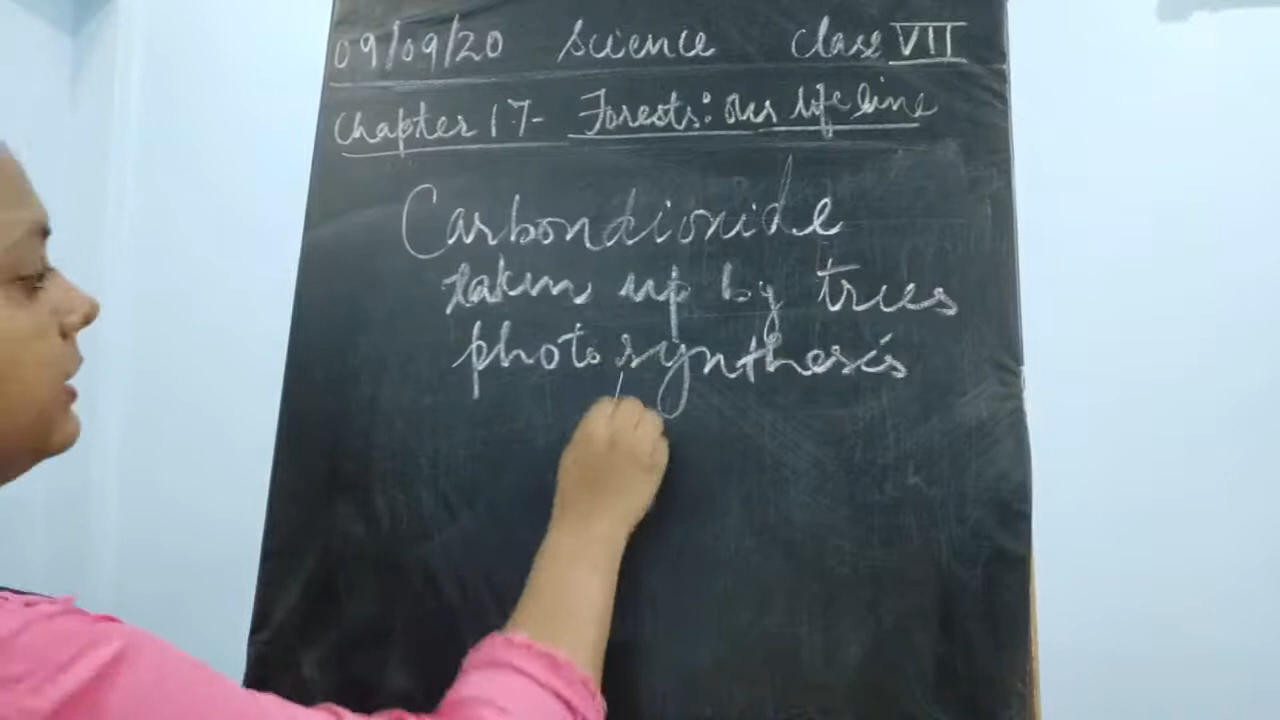 09/09/20 Science Class VII
Chapter 17- Forests: Our life line
Carbondioxide
taken up by trees
photosynthesis